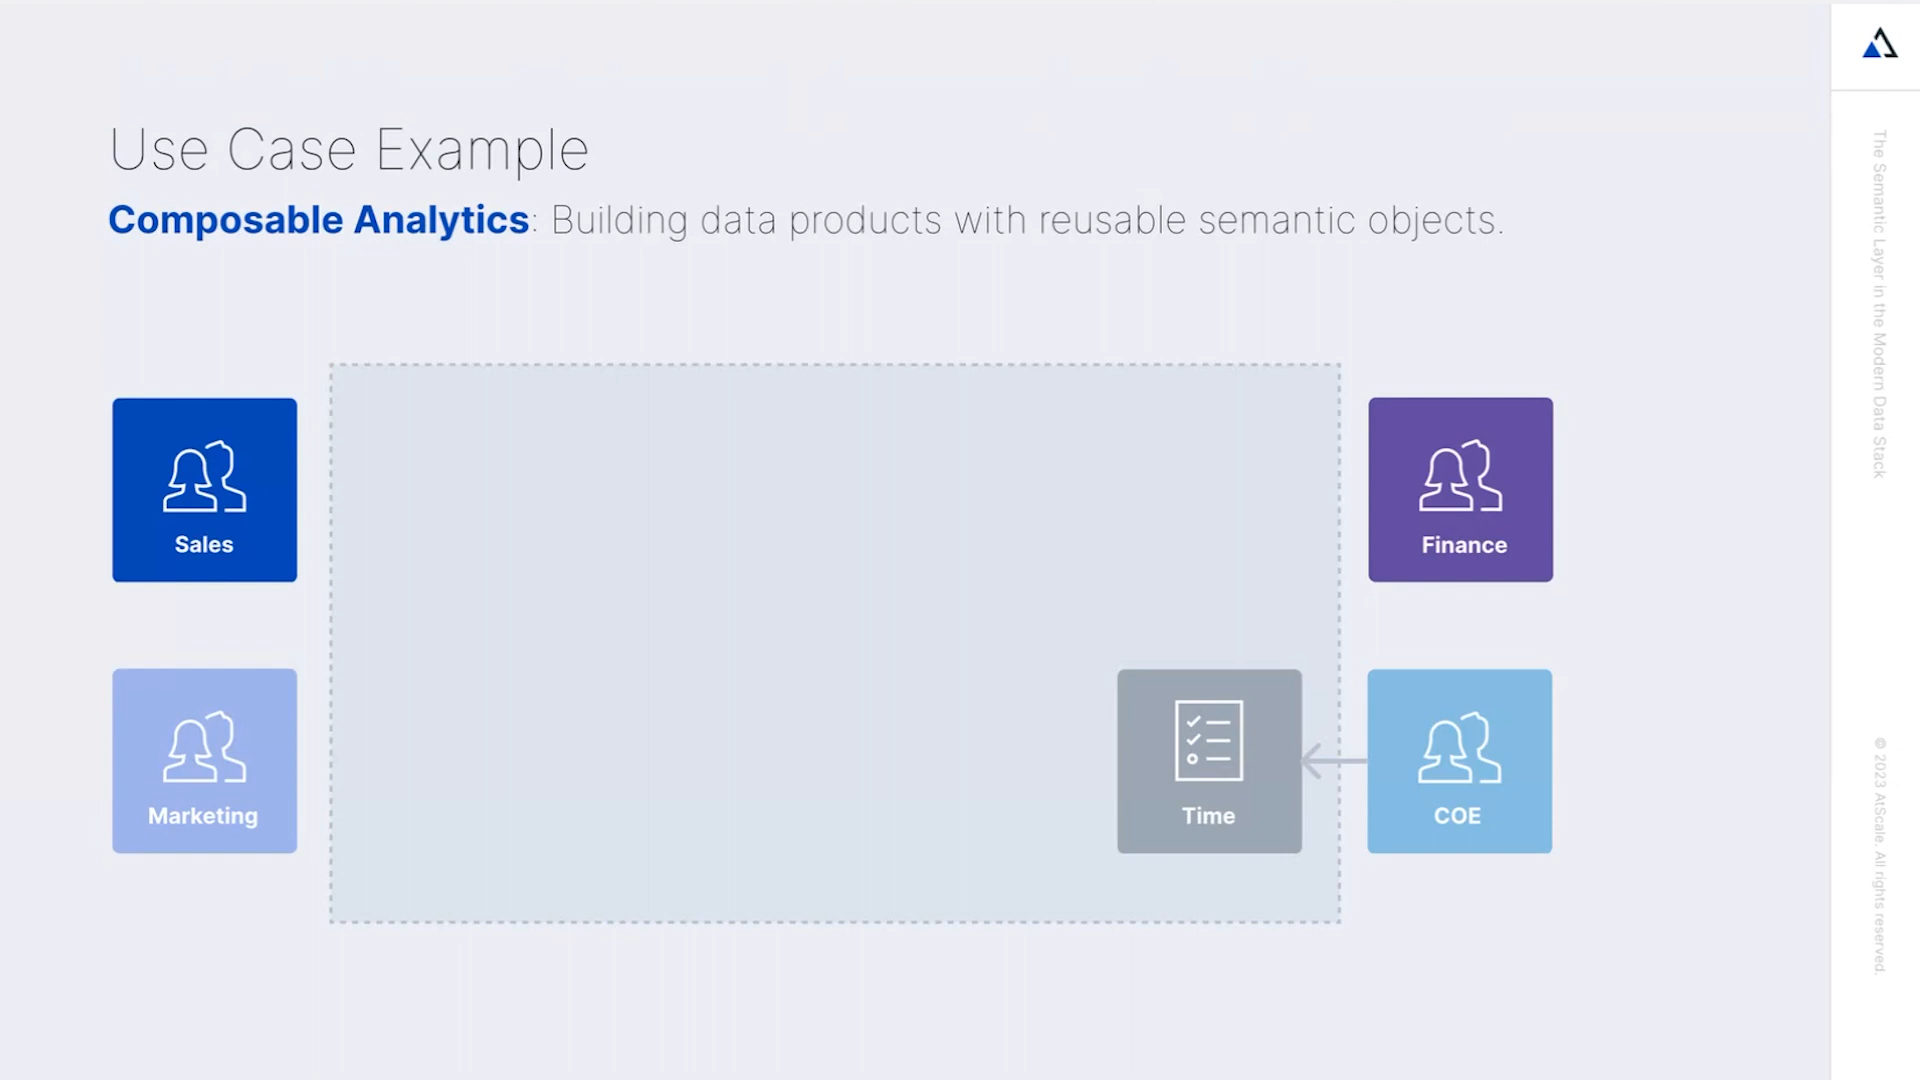 Use Case Example
Composable Analytics: Building data products with reusable semantic objects.
Sales
Finance
Marketing
Time
COE
The Semantic Layer in the Modern Data Stack
© 2023 AtScale. All rights reserved.